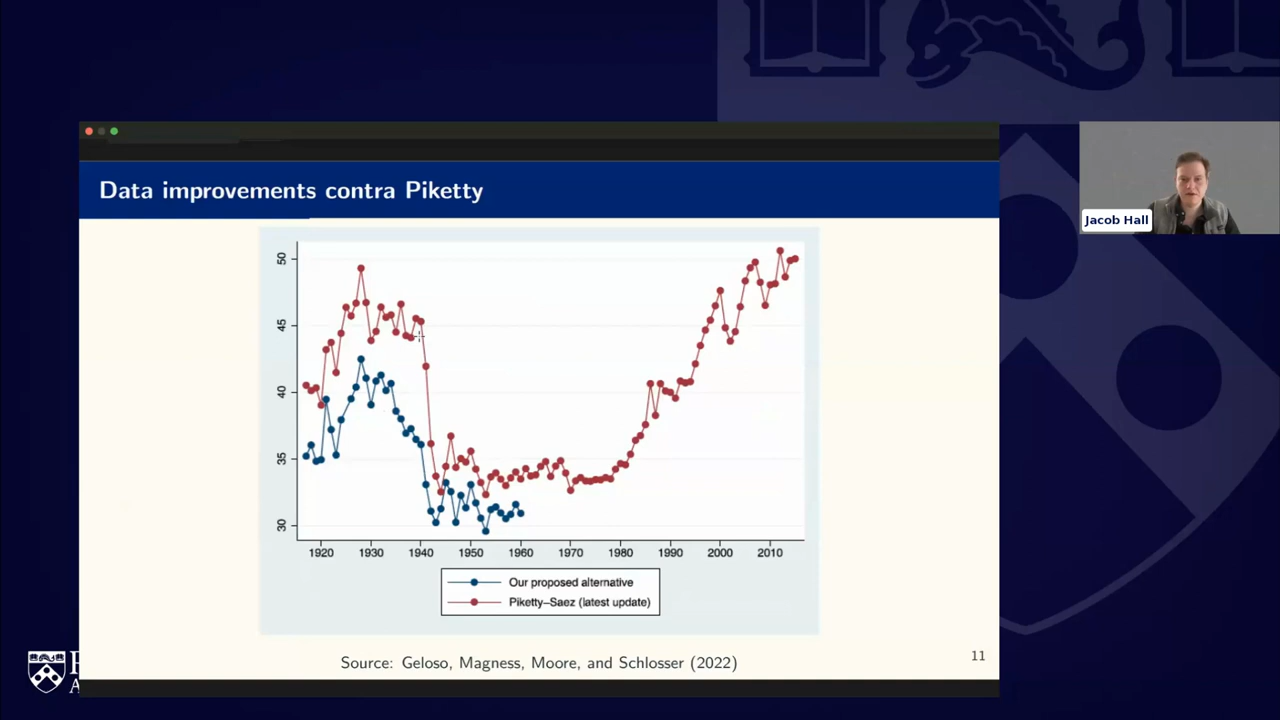 Data improvements contra Piketty
Jacob Hall
50
45
40
35
30
1920 1930 1940 1950 1960 1970 1980 1990 2000 2010
Our proposed alternative
Piketty–Saez (latest update)
Source: Geloso, Magness, Moore, and Schlosser (2022)
11